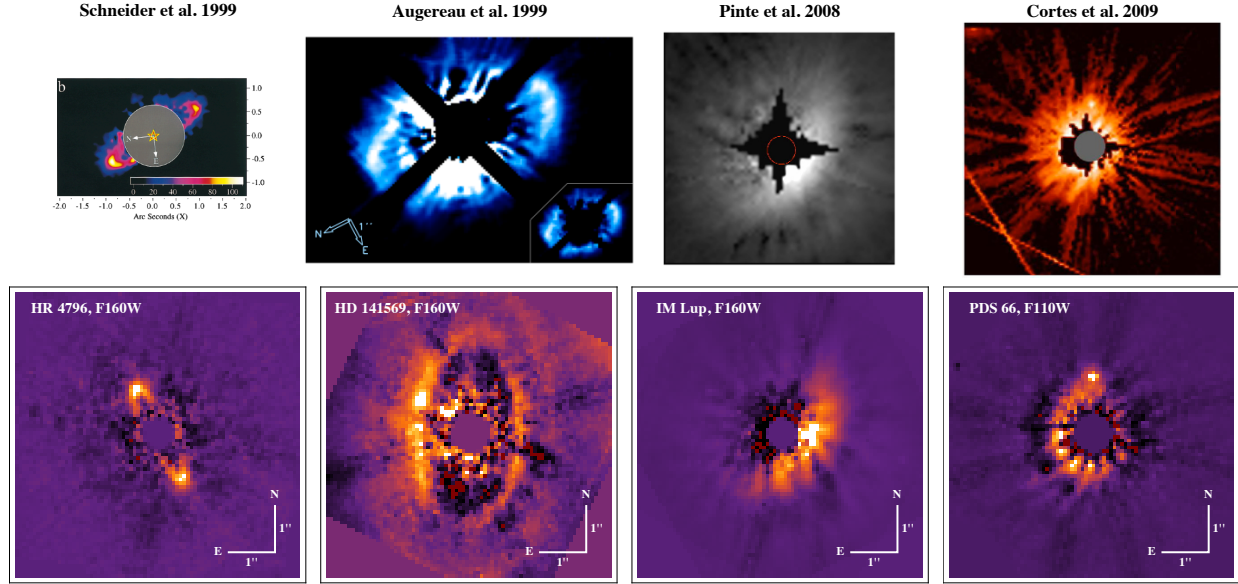 Schneider et al. 1999
Augereau et al. 1999
Pinte et al. 2008
Cortes et al. 2009
b
1.0
0.5
0.0
-0.5
-1.0
N
E
0 20 40 60 80 100
-2.0 -1.5 -1.0 -0.5 0.0 0.5 1.0 1.5 2.0
Arc Seconds (X)
N
E
1''
HR 4796, F160W
N
1''
E
1''
HD 141569, F160W
N
1''
E
1''
IM Lup, F160W
N
1''
E
1''
PDS 66, F110W
N
1''
E
1''